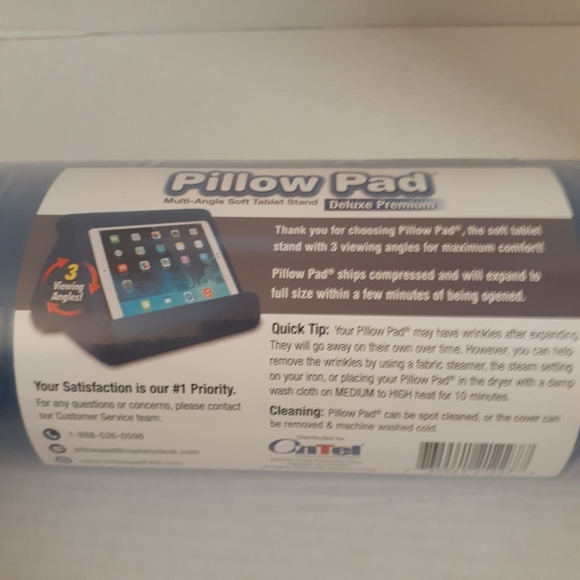 Pillow Pad
Multi-Angle Soft Tablet Stand Deluxe Premium
3
Viewing
Angles!
Thank you for choosing Pillow Pad®, the soft tablet
stand with 3 viewing angles for maximum comfort!
Pillow Pad® ships compressed and will expand to
full size within a few minutes of being opened.
Quick Tip: Your Pillow Pad® may have wrinkles after expanding.
They will go away on their own over time. However, you can help
remove the wrinkles by using a fabric steamer, the steam setting
on your iron, or placing your Pillow Pad® in the dryer with a damp
wash cloth on MEDIUM to HIGH heat for 10 minutes.
Cleaning: Pillow Pad® can be spot cleaned, or the cover can
be removed & machine washed cold.
Your Satisfaction is our #1 Priority.
For any questions or concerns, please contact
our Customer Service team:
1-888-526-0598
Distributed by
OnTel